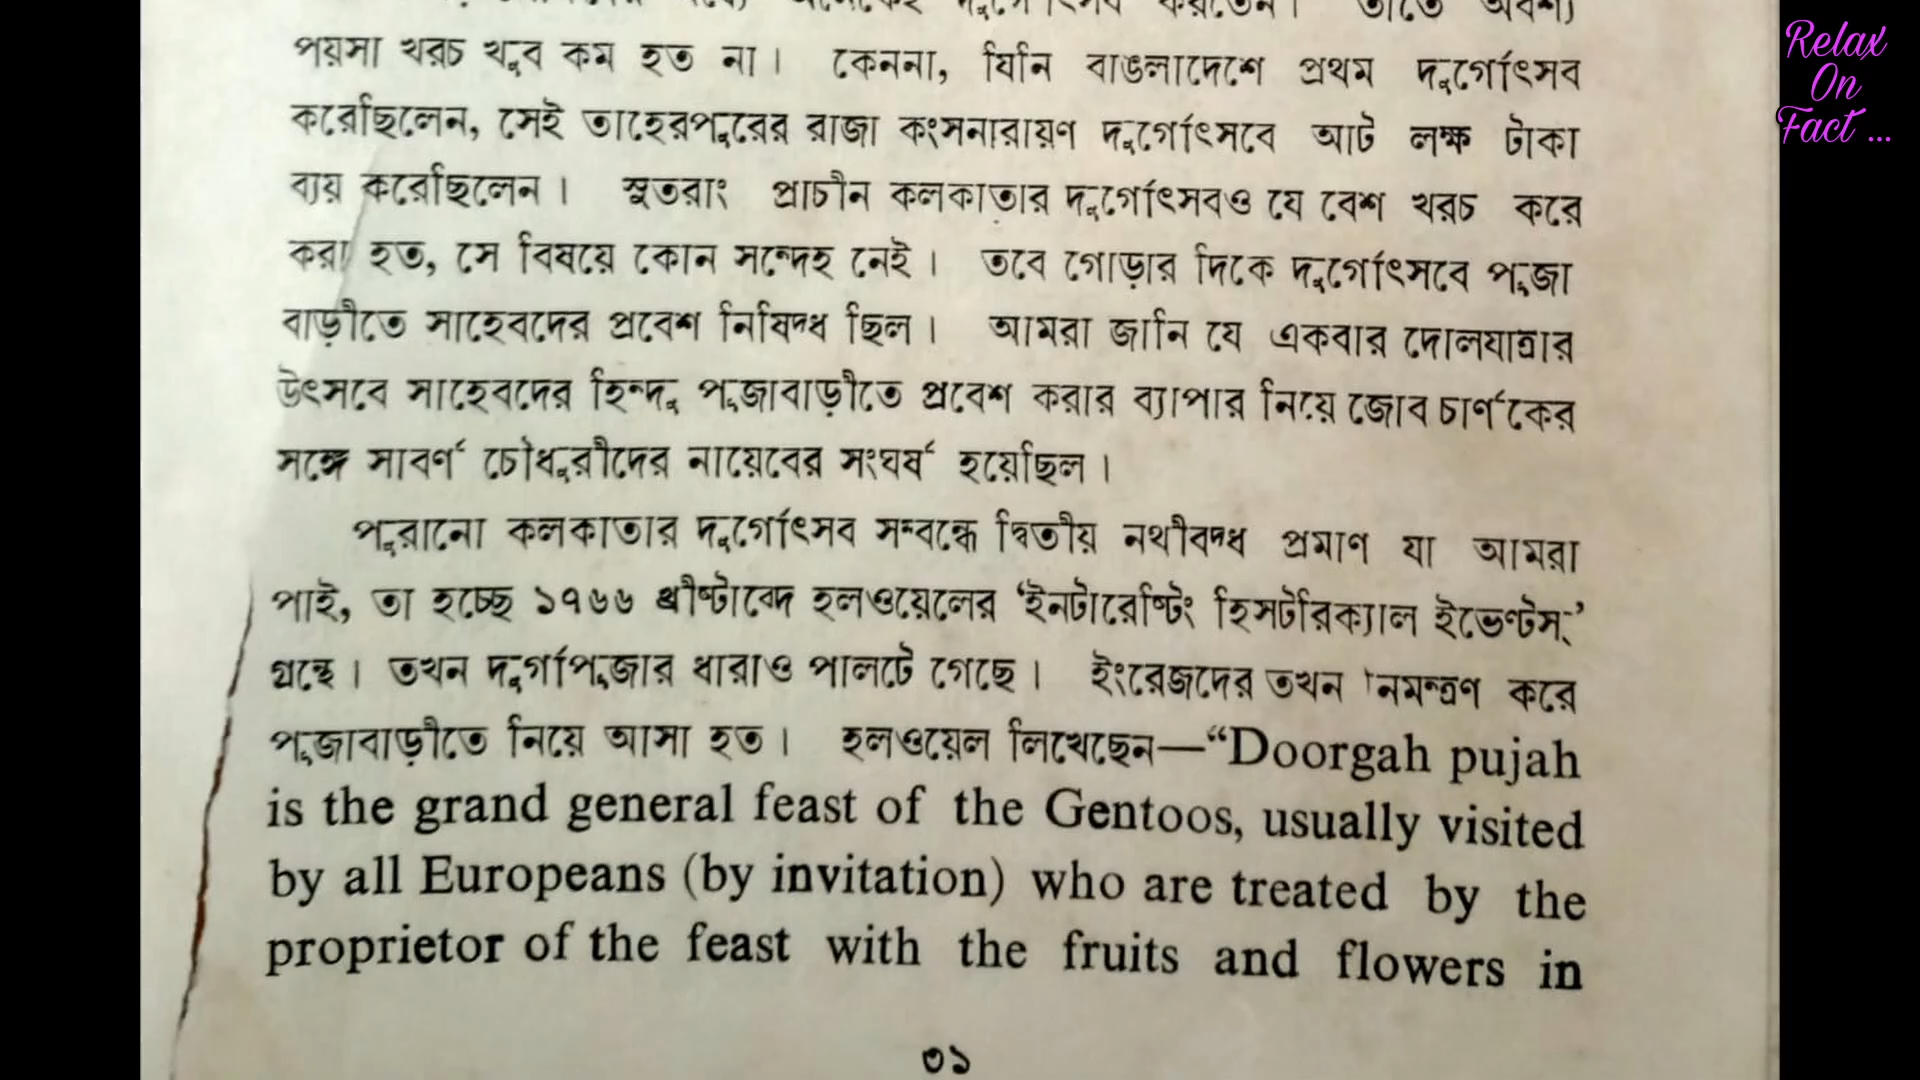 অনেকেই দুর্গোৎসব করতেন। তাতে অবশ্য
পয়সা খরচ খুব কম হত না। কেননা, যিনি বাঙলাদেশে প্রথম দুর্গোৎসব
করেছিলেন, সেই তাহেরপুরের রাজা কংসনারায়ণ দুর্গোৎসবে আট লক্ষ টাকা
ব্যয় করেছিলেন। সুতরাং প্রাচীন কলকাতার দুর্গোৎসবও যে বেশ খরচ করে
করা হত, সে বিষয়ে কোন সন্দেহ নেই। তবে গোড়ার দিকে দুর্গোৎসবে পূজা
বাড়ীতে সাহেবদের প্রবেশ নিষিদ্ধ ছিল। আমরা জানি যে একবার দোলযাত্রার
উৎসবে সাহেবদের হিন্দু পূজাবাড়ীতে প্রবেশ করার ব্যাপার নিয়ে জোব চার্ণকের
সঙ্গে সাবর্ণ চৌধুরীদের নায়েবের সংঘর্ষ হয়েছিল।
পুরানো কলকাতার দুর্গোৎসব সম্বন্ধে দ্বিতীয় নথীবদ্ধ প্রমাণ যা আমরা
পাই, তা হচ্ছে ১৭৬৬ খ্রীষ্টাব্দে হলওয়েলের ‘ইনটারেষ্টিং হিসটরিক্যাল ইভেণ্টস্’
গ্রন্থে। তখন দুর্গাপূজার ধারাও পালটে গেছে। ইংরেজদের তখন নিমন্ত্রণ করে
পূজাবাড়ীতে নিয়ে আসা হত। হলওয়েল লিখেছেন—“Doorgah pujah
is the grand general feast of the Gentoos, usually visited
by all Europeans (by invitation) who are treated by the
proprietor of the feast with the fruits and flowers in
৩১
Relax
On
Fact ...